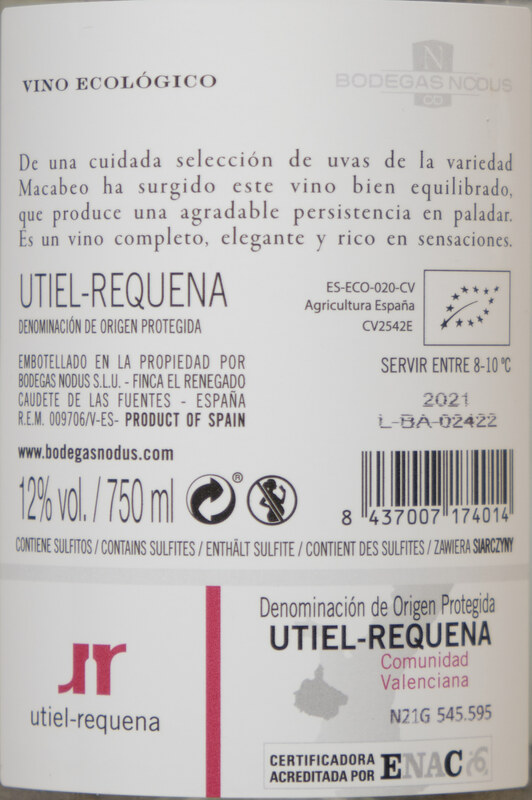 VINO ECOLÓGICO
N
BODEGAS NODUS
CO
De una cuidada selección de uvas de la variedad
Macabeo ha surgido este vino bien equilibrado,
que produce una agradable persistencia en paladar.
Es un vino completo, elegante y rico en sensaciones.
UTIEL-REQUENA
DENOMINACIÓN DE ORIGEN PROTEGIDA
ES-ECO-020-CV
Agricultura España
CV2542E
EMBOTELLADO EN LA PROPIEDAD POR
BODEGAS NODUS S.L.U. - FINCA EL RENEGADO
CAUDETE DE LAS FUENTES - ESPAÑA
R.E.M. 009706/V-ES- PRODUCT OF SPAIN
SERVIR ENTRE 8-10 ºC
2021
L-BA-02422
www.bodegasnodus.com
12% vol. / 750 ml ®
8 437007 174014
CONTIENE SULFITOS / CONTAINS SULFITES / ENTHÄLT SULFITE / CONTIENT DES SULFITES / ZAWIERA SIARCZYNY
utiel-requena
Denominación de Origen Protegida
UTIEL-REQUENA
Comunidad
Valenciana
N21G 545.595
CERTIFICADORA
ACREDITADA POR ENAC